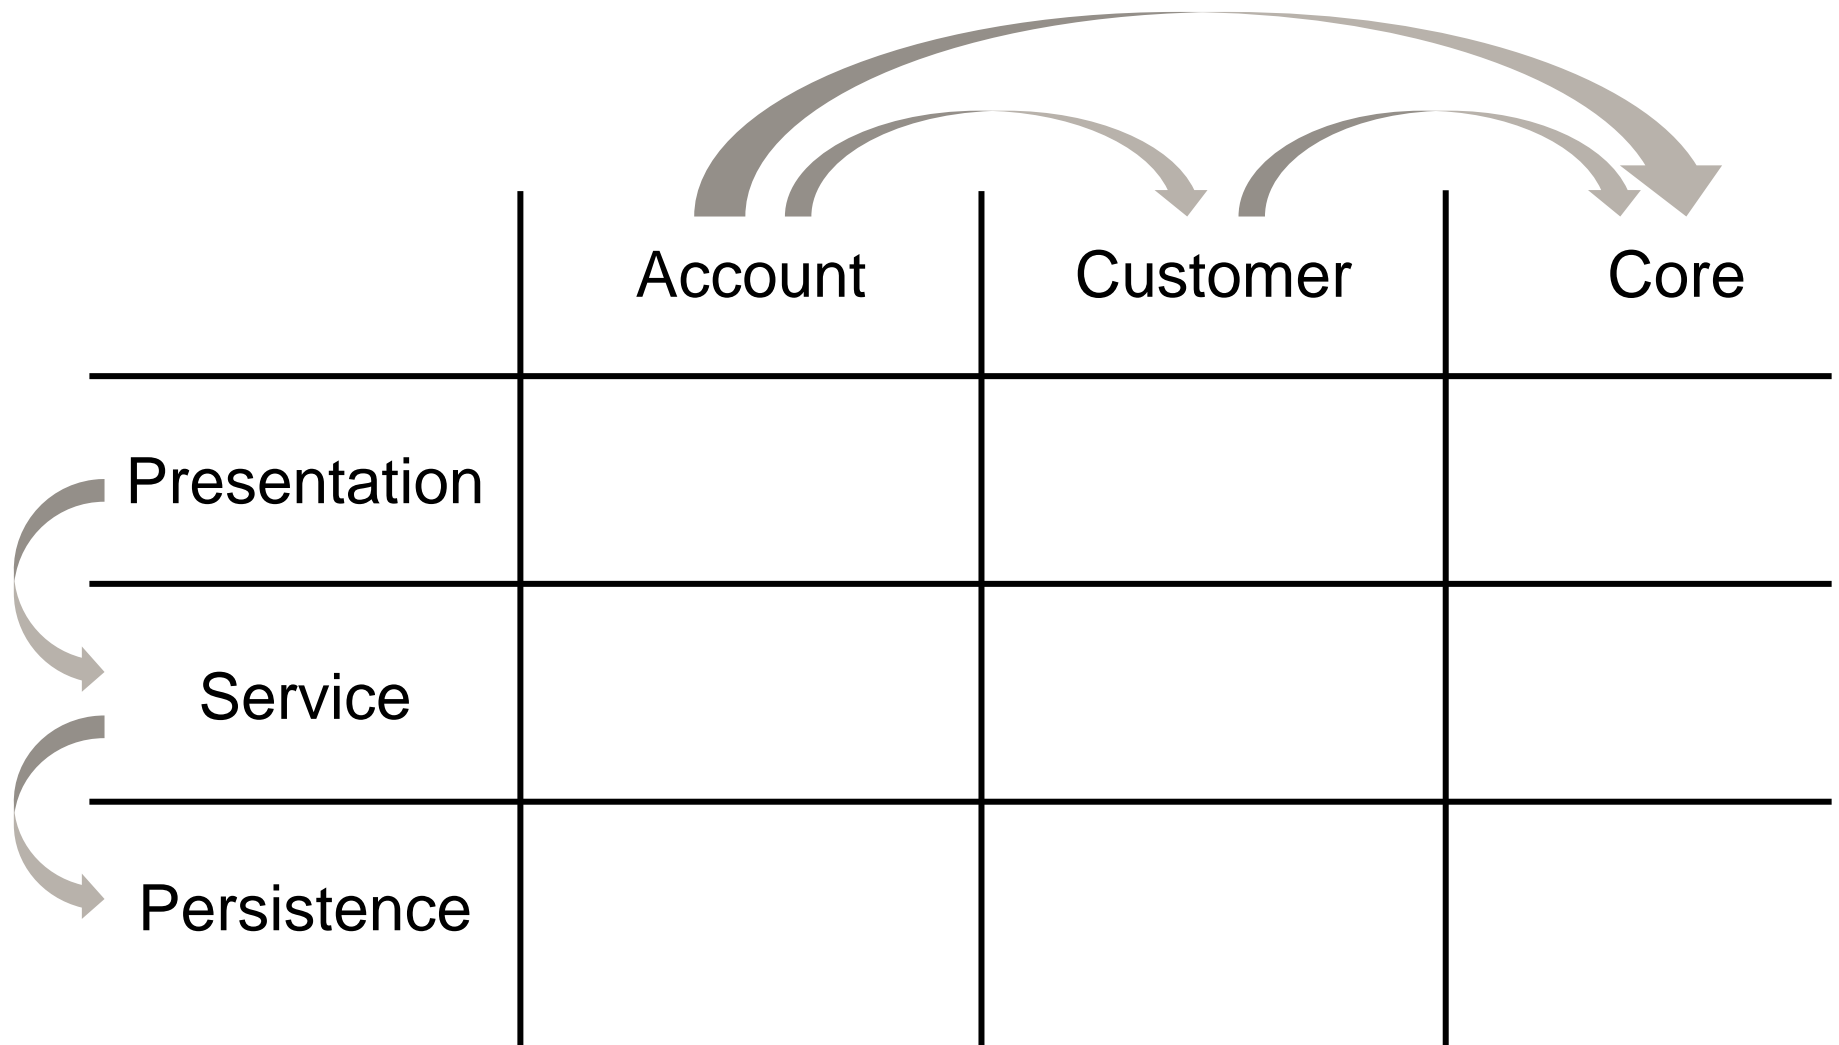 Account Customer Core
Presentation
Service
Persistence